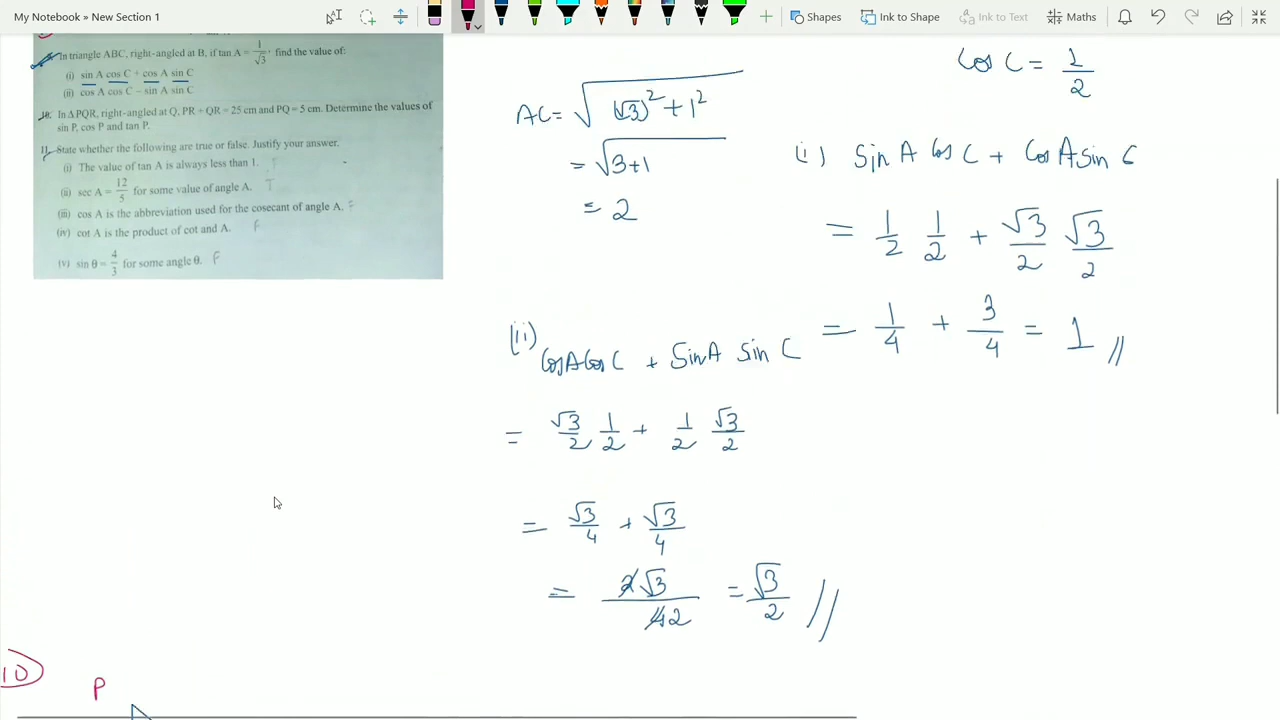 My Notebook » New Section 1
Shapes
Ink to Shape
Ink to Text
Maths
In triangle ABC, right-angled at B, if tan A = 1/√3, find the value of:
(i) sin A cos C + cos A sin C
(ii) cos A cos C − sin A sin C
10. In ΔPQR, right-angled at Q, PR + QR = 25 cm and PQ = 5 cm. Determine the values of
sin P, cos P and tan P.
11. State whether the following are true or false. Justify your answer.
(i) The value of tan A is always less than 1. F
(ii) sec A = 12/5 for some value of angle A. T
(iii) cos A is the abbreviation used for the cosecant of angle A. F
(iv) cot A is the product of cot and A. F
(v) sin θ = 4/3 for some angle θ. F
AC = √((√3)² + 1²)
= √(3+1)
= 2
Cos C = 1/2
(i) Sin A Cos C + Cos A Sin C
= 1/2 1/2 + √3/2 √3/2
= 1/4 + 3/4 = 1 //
(ii) Cos A Cos C + Sin A Sin C
= √3/2 1/2 + 1/2 √3/2
= √3/4 + √3/4
= 2√3/4 2 = √3/2 //
10
P